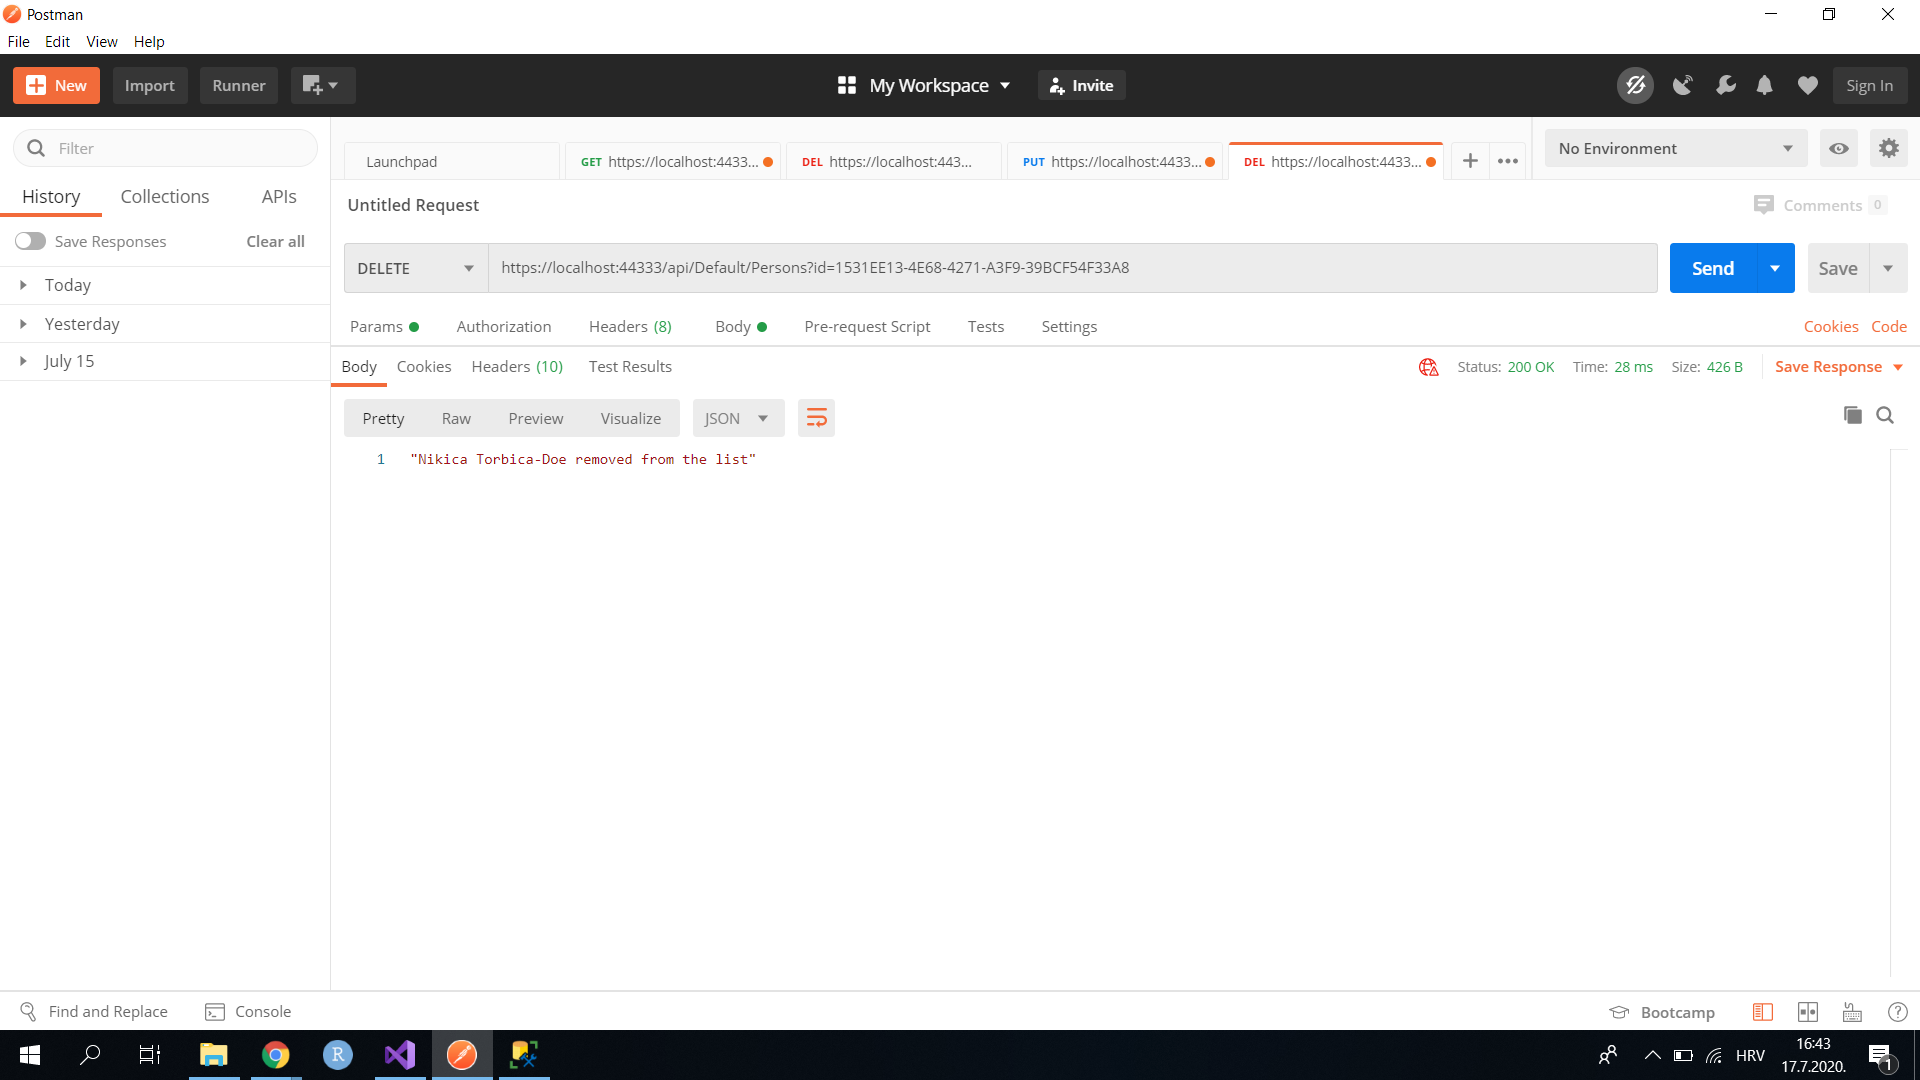 Postman
File Edit View Help
New Import Runner My Workspace Invite Sign In
Filter
History Collections APIs
Save Responses Clear all
Today
Yesterday
July 15
Launchpad GET https://localhost:4433... DEL https://localhost:443... PUT https://localhost:4433... DEL https://localhost:4433... No Environment
Untitled Request Comments 0
DELETE https://localhost:44333/api/Default/Persons?id=1531EE13-4E68-4271-A3F9-39BCF54F33A8 Send Save
Params Authorization Headers (8) Body Pre-request Script Tests Settings Cookies Code
Body Cookies Headers (10) Test Results Status: 200 OK Time: 28 ms Size: 426 B Save Response
Pretty Raw Preview Visualize JSON
1 "Nikica Torbica-Doe removed from the list"
Find and Replace Console Bootcamp
R HRV 16:43
17.7.2020. 1